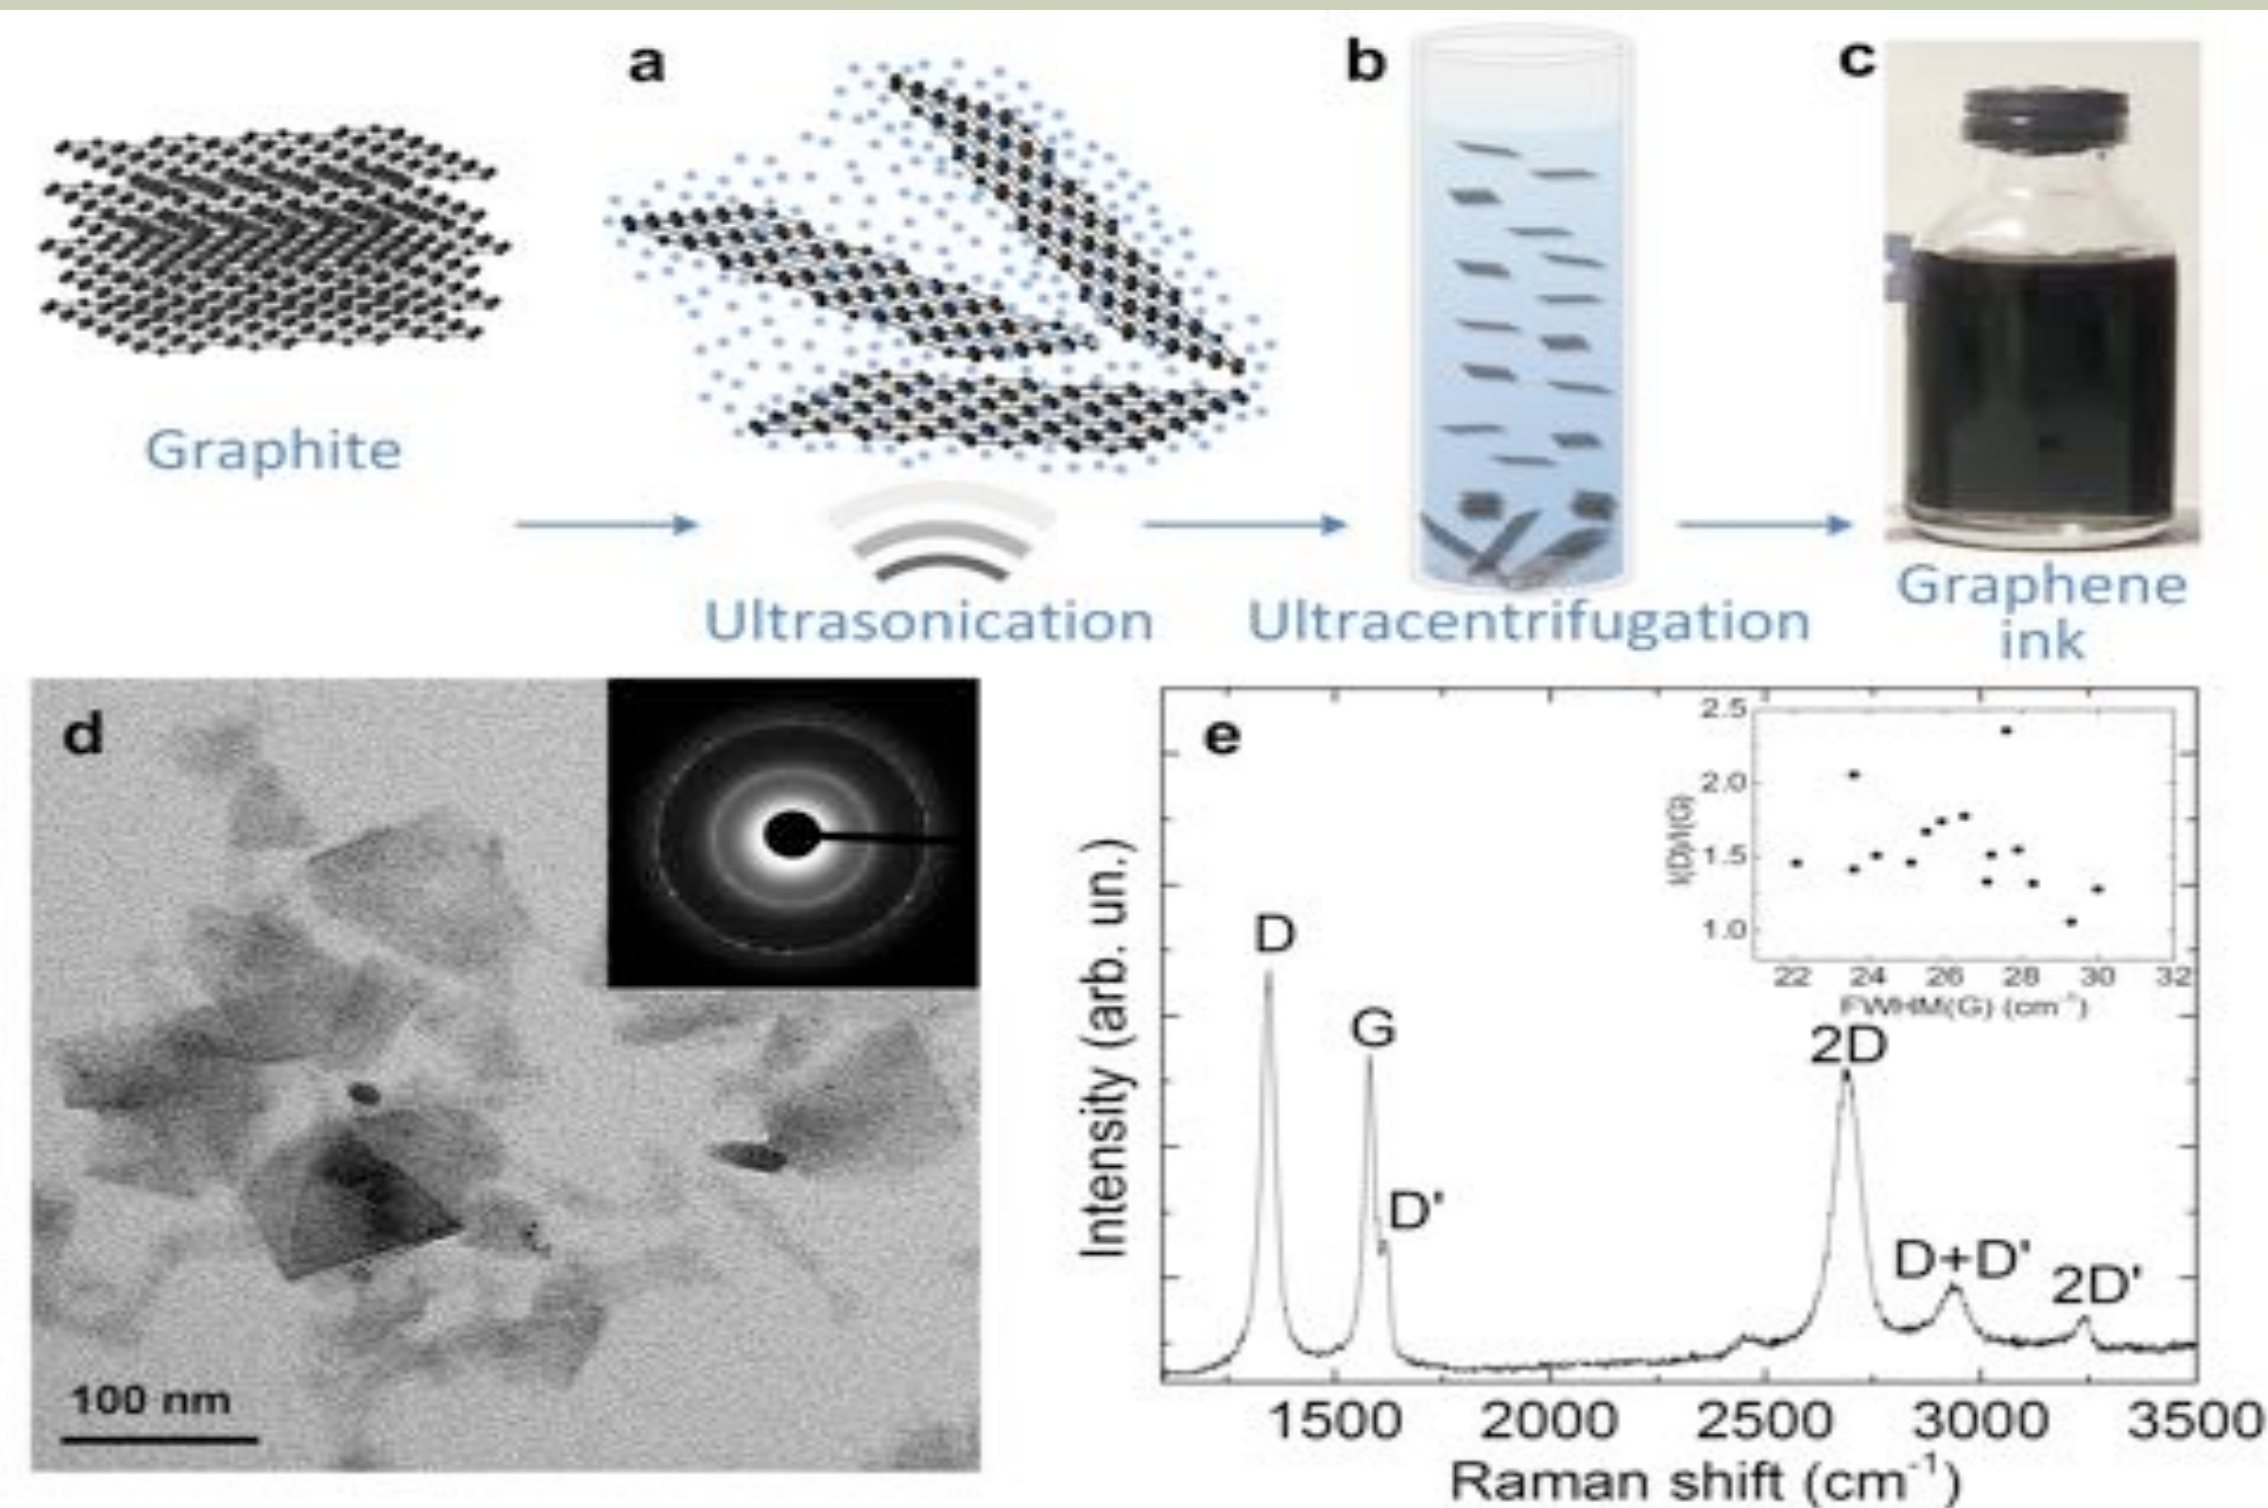 a
b
c
Graphite
Ultrasonication
Ultracentrifugation
Graphene
ink
d
100 nm
e
Intensity (arb. un.)
D
G
D'
2D
D+D'
2D'
1500 2000 2500 3000 3500
Raman shift (cm⁻¹)
I(D)/I(G)
2.5
2.0
1.5
1.0
22 24 26 28 30 32
FWHM(G) (cm⁻¹)